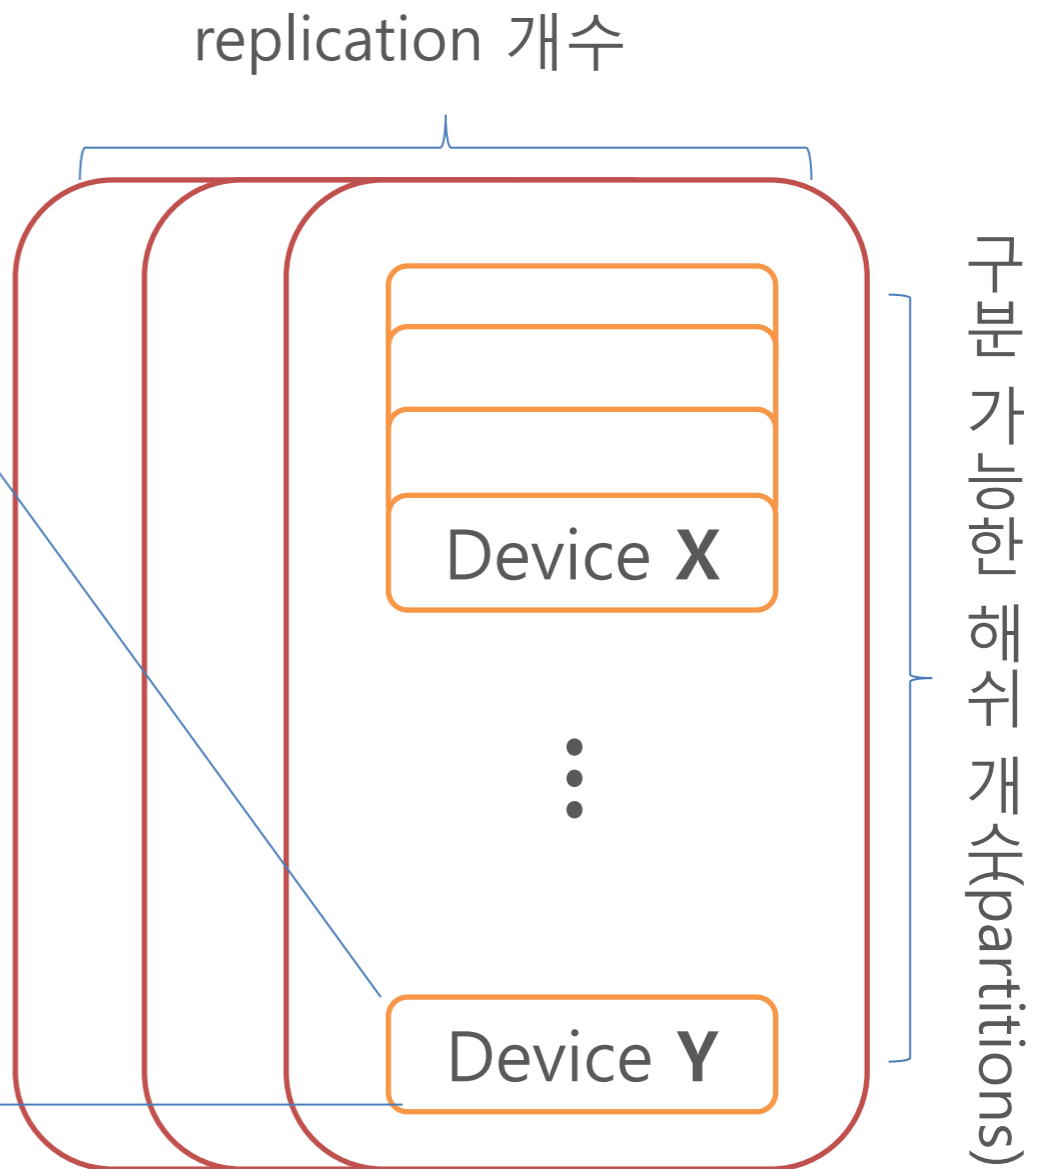 replication 개수
Device X
Device Y
구분 가능한 해쉬 개수(partitions)